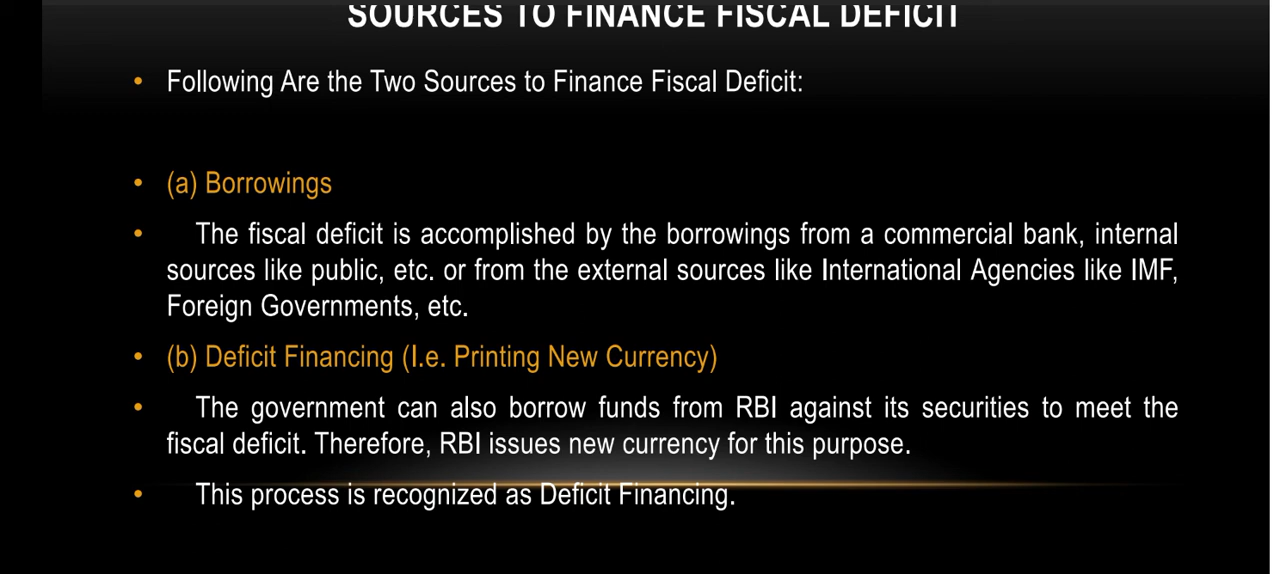 SOURCES TO FINANCE FISCAL DEFICIT
• Following Are the Two Sources to Finance Fiscal Deficit:
• (a) Borrowings
• The fiscal deficit is accomplished by the borrowings from a commercial bank, internal
sources like public, etc. or from the external sources like International Agencies like IMF,
Foreign Governments, etc.
• (b) Deficit Financing (I.e. Printing New Currency)
• The government can also borrow funds from RBI against its securities to meet the
fiscal deficit. Therefore, RBI issues new currency for this purpose.
• This process is recognized as Deficit Financing.